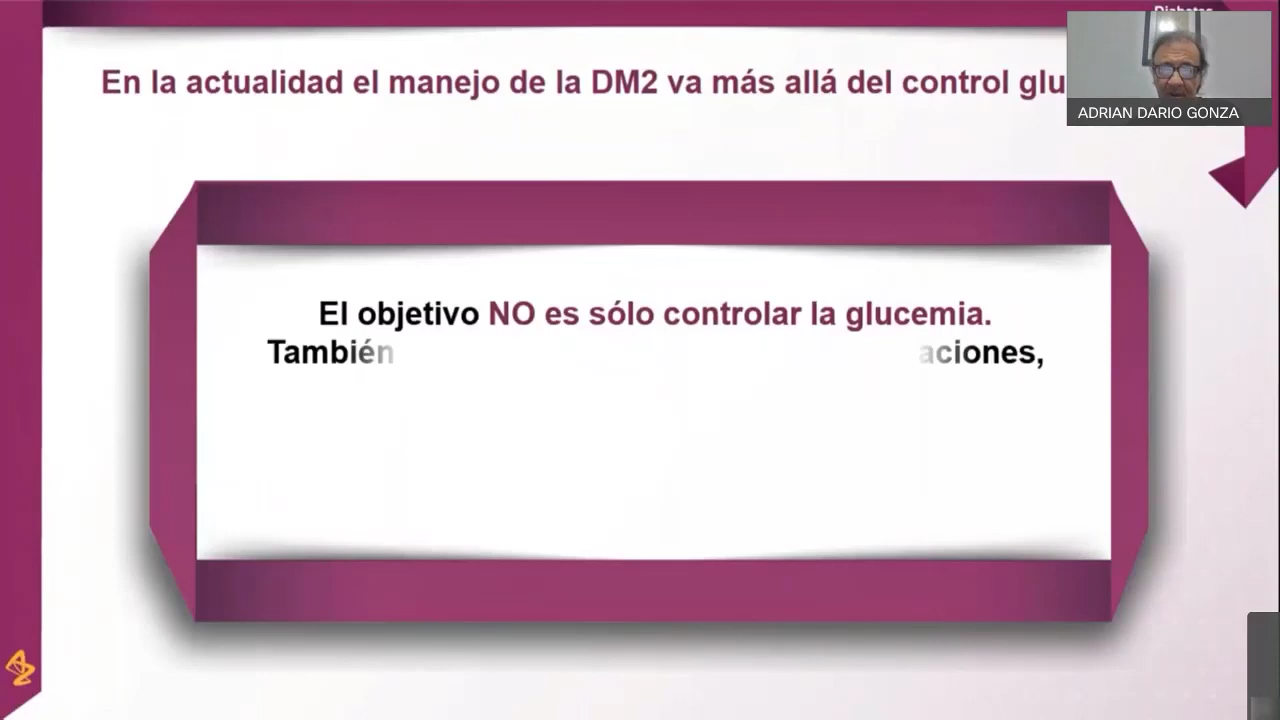 En la actualidad el manejo de la DM2 va más allá del control glu
ADRIAN DARIO GONZA
El objetivo NO es sólo controlar la glucemia.
También aciones,